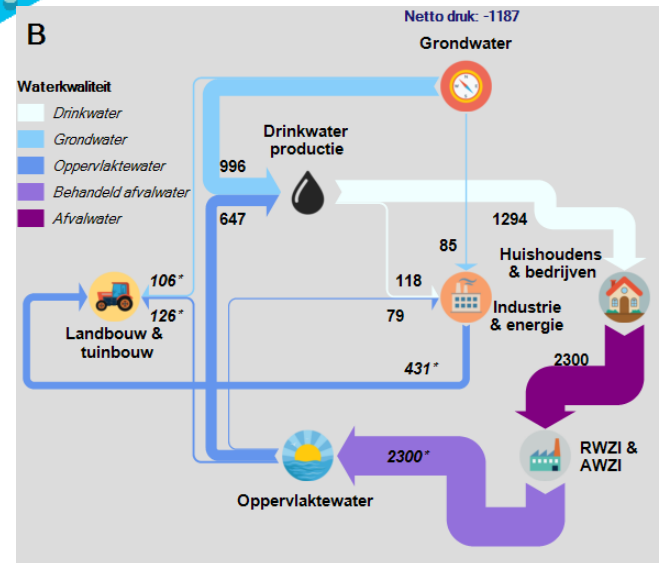 B
Netto druk: -1187
Grondwater
Waterkwaliteit
Drinkwater
Grondwater
Oppervlaktewater
Behandeld afvalwater
Afvalwater
Drinkwater
productie
996
647
1294
85
Huishoudens
& bedrijven
106*
126*
Landbouw &
tuinbouw
118
79
Industrie
& energie
431*
2300
2300*
RWZI &
AWZI
Oppervlaktewater